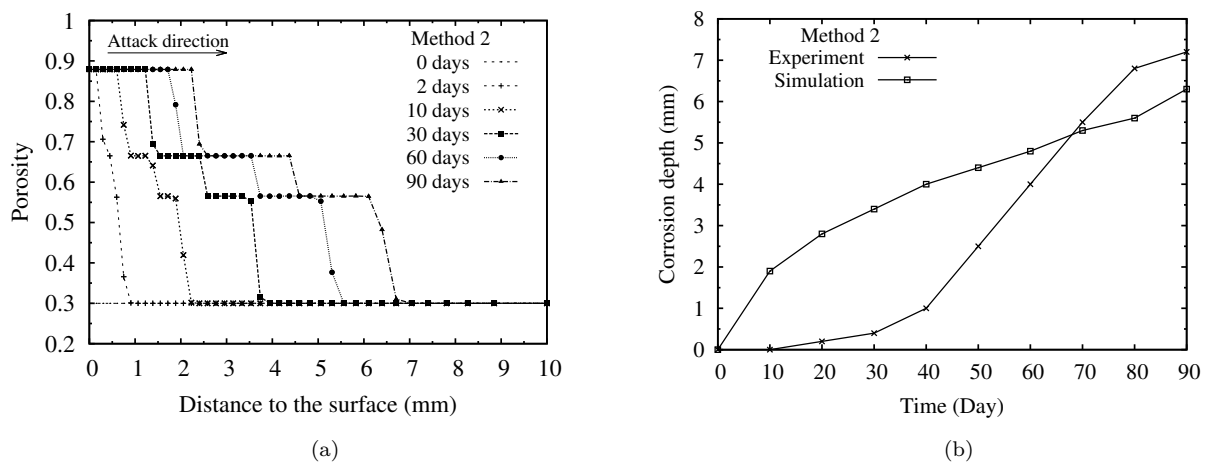 1
0.9
0.8
0.7
0.6
0.5
0.4
0.3
0.2
Porosity
Attack direction
Method 2
0 days
2 days
10 days
30 days
60 days
90 days
0 1 2 3 4 5 6 7 8 9 10
Distance to the surface (mm)
(a)
8
7
6
5
4
3
2
1
0
Corrosion depth (mm)
Method 2
Experiment
Simulation
0 10 20 30 40 50 60 70 80 90
Time (Day)
(b)